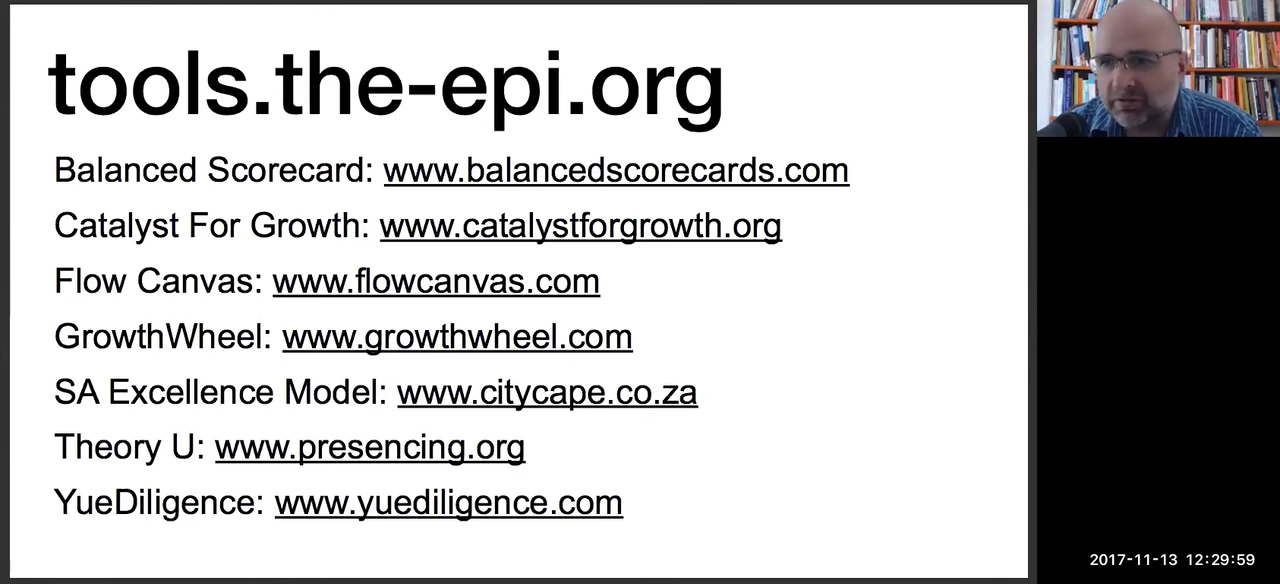 tools.the-epi.org
Balanced Scorecard: www.balancedscorecards.com
Catalyst For Growth: www.catalystforgrowth.org
Flow Canvas: www.flowcanvas.com
GrowthWheel: www.growthwheel.com
SA Excellence Model: www.citycape.co.za
Theory U: www.presencing.org
YueDiligence: www.yuediligence.com
2017-11-13 12:29:59